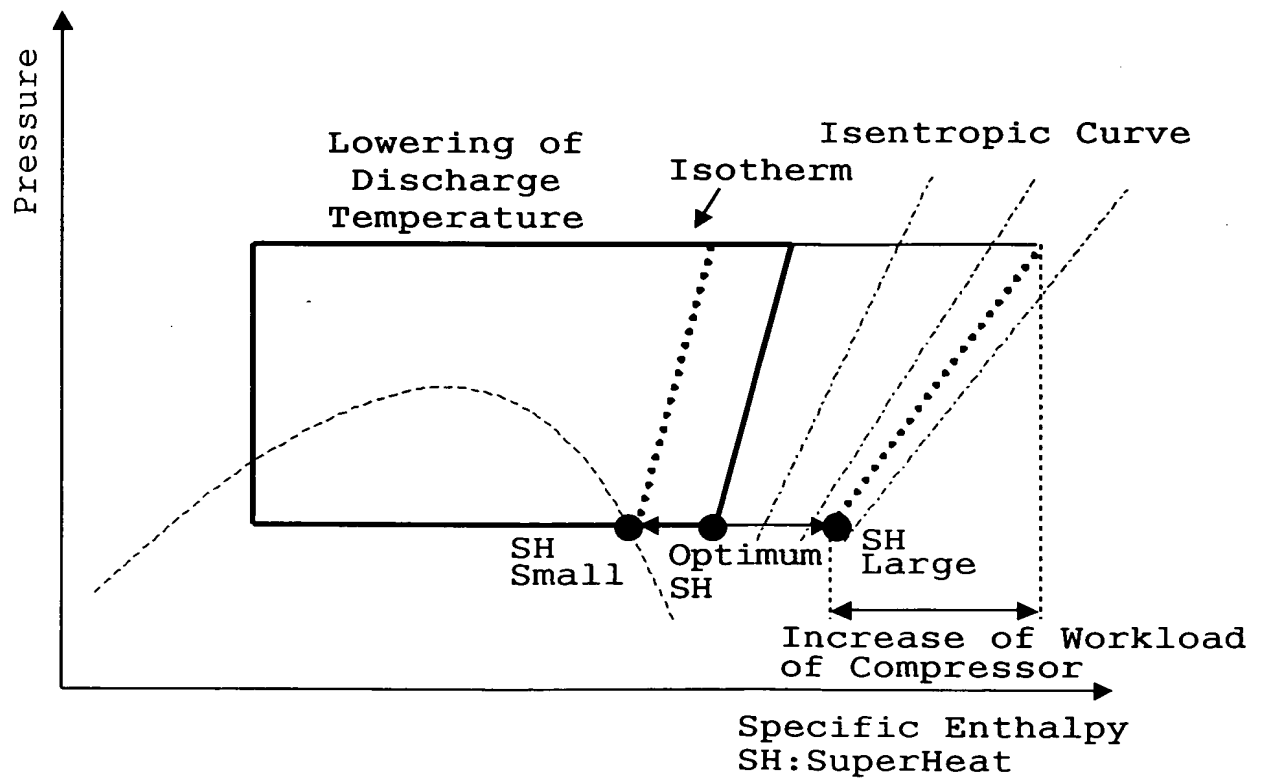 Pressure
Lowering of
Discharge
Temperature
Isotherm
Isentropic Curve
SH
Small
Optimum
SH
SH
Large
Increase of Workload
of Compressor
Specific Enthalpy
SH:SuperHeat